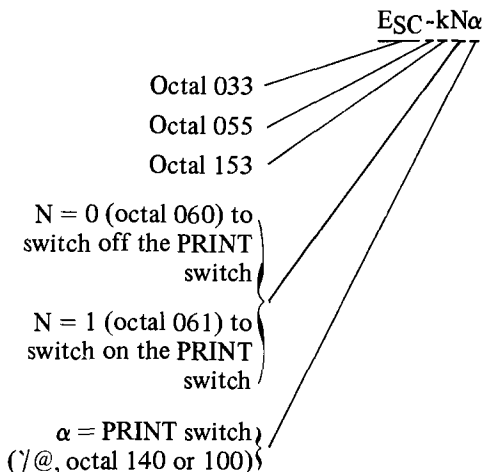 ESC-kNα
Octal 033
Octal 055
Octal 153
N = 0 (octal 060) to
switch off the PRINT
switch
N = 1 (octal 061) to
switch on the PRINT
switch
α = PRINT switch
(\/@, octal 140 or 100)